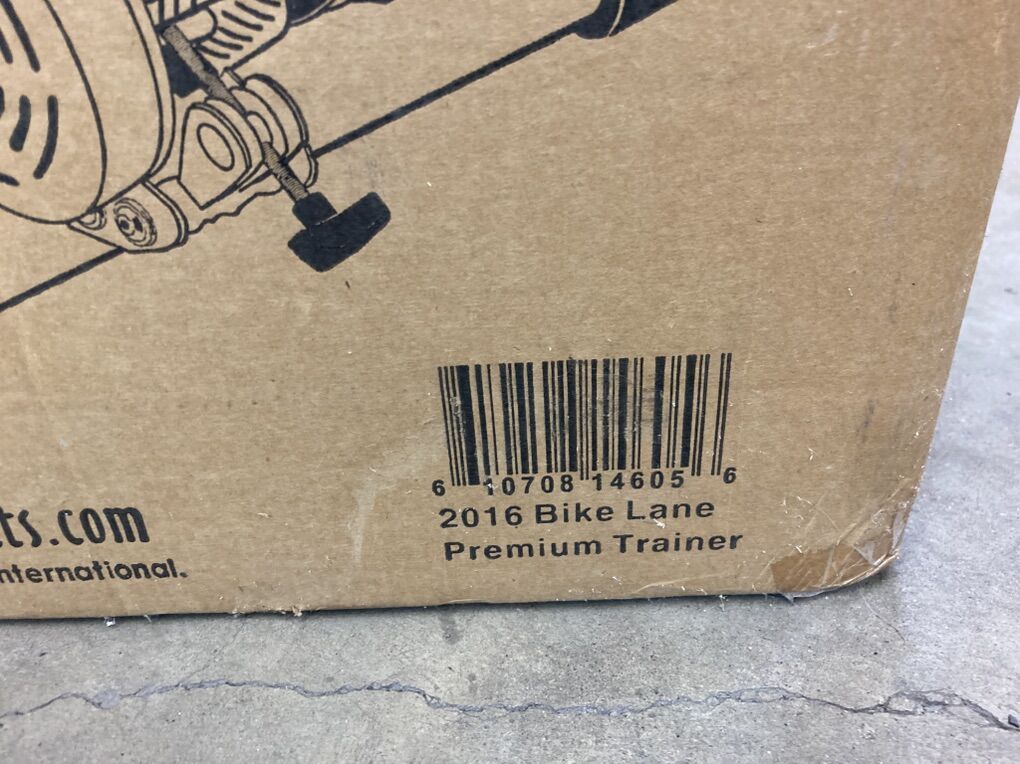 6 10708 14605 6
2016 Bike Lane
Premium Trainer
ts.com
nternational.